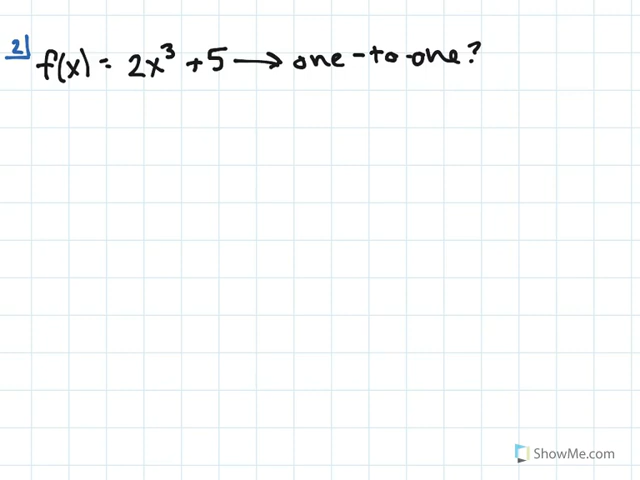 2| f(x) = 2x³ + 5 → one-to-one?
ShowMe.com